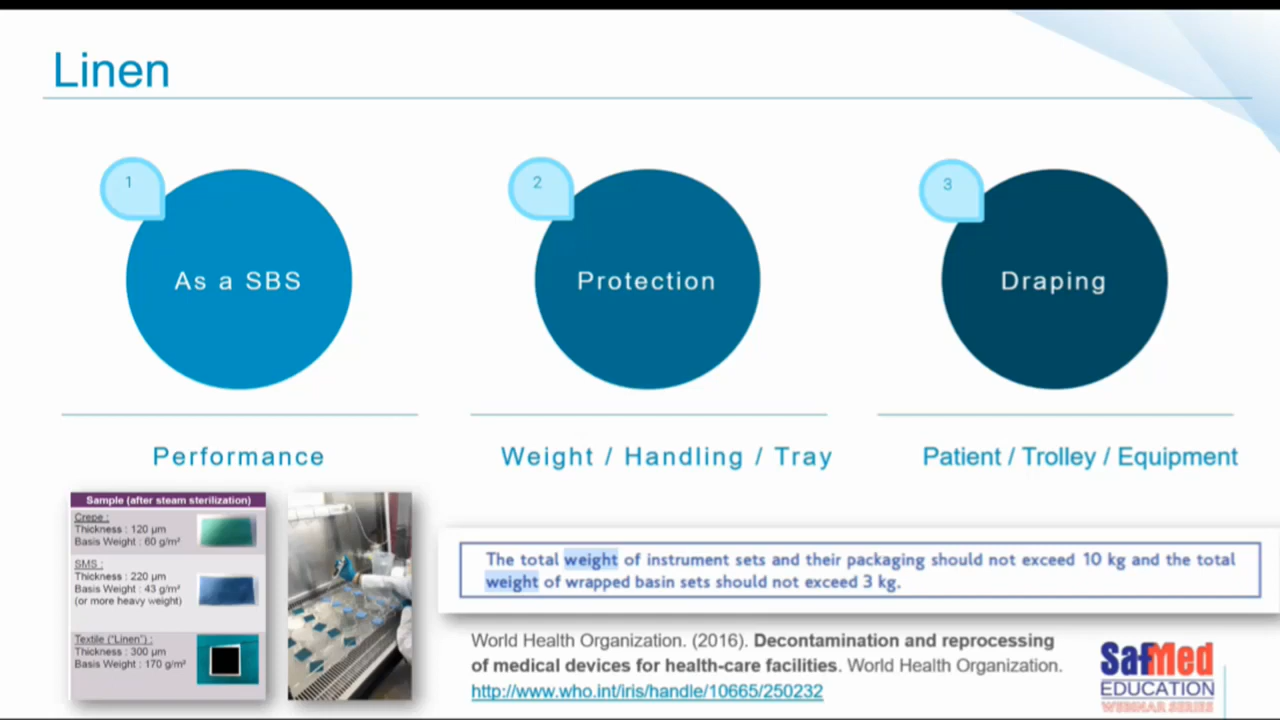 Linen
1
2
3
As a SBS
Protection
Draping
Performance
Weight / Handling / Tray
Patient / Trolley / Equipment
Sample (after steam sterilization)
Crepe :
Thickness : 120 µm
Basis Weight : 60 g/m²
SMS :
Thickness : 220 µm
Basis Weight : 43 g/m²
(or more heavy weight)
Textile ("Linen") :
Thickness : 300 µm
Basis Weight : 170 g/m²
The total weight of instrument sets and their packaging should not exceed 10 kg and the total
weight of wrapped basin sets should not exceed 3 kg.
World Health Organization. (2016). Decontamination and reprocessing
of medical devices for health-care facilities. World Health Organization.
http://www.who.int/iris/handle/10665/250232
SafMed
EDUCATION
WEBINAR SERIES